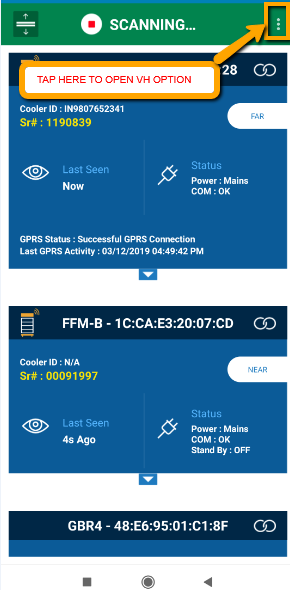 SCANNING...
28
TAP HERE TO OPEN VH OPTION
Cooler ID : IN9807652341
Sr# : 1190839
FAR
Last Seen
Now
Status
Power : Mains
COM : OK
GPRS Status : Successful GPRS Connection
Last GPRS Activity : 03/12/2019 04:49:42 PM
FFM-B - 1C:CA:E3:20:07:CD
Cooler ID : N/A
Sr# : 00091997
NEAR
Last Seen
4s Ago
Status
Power : Mains
COM : OK
Stand By : OFF
GBR4 - 48:E6:95:01:C1:8F